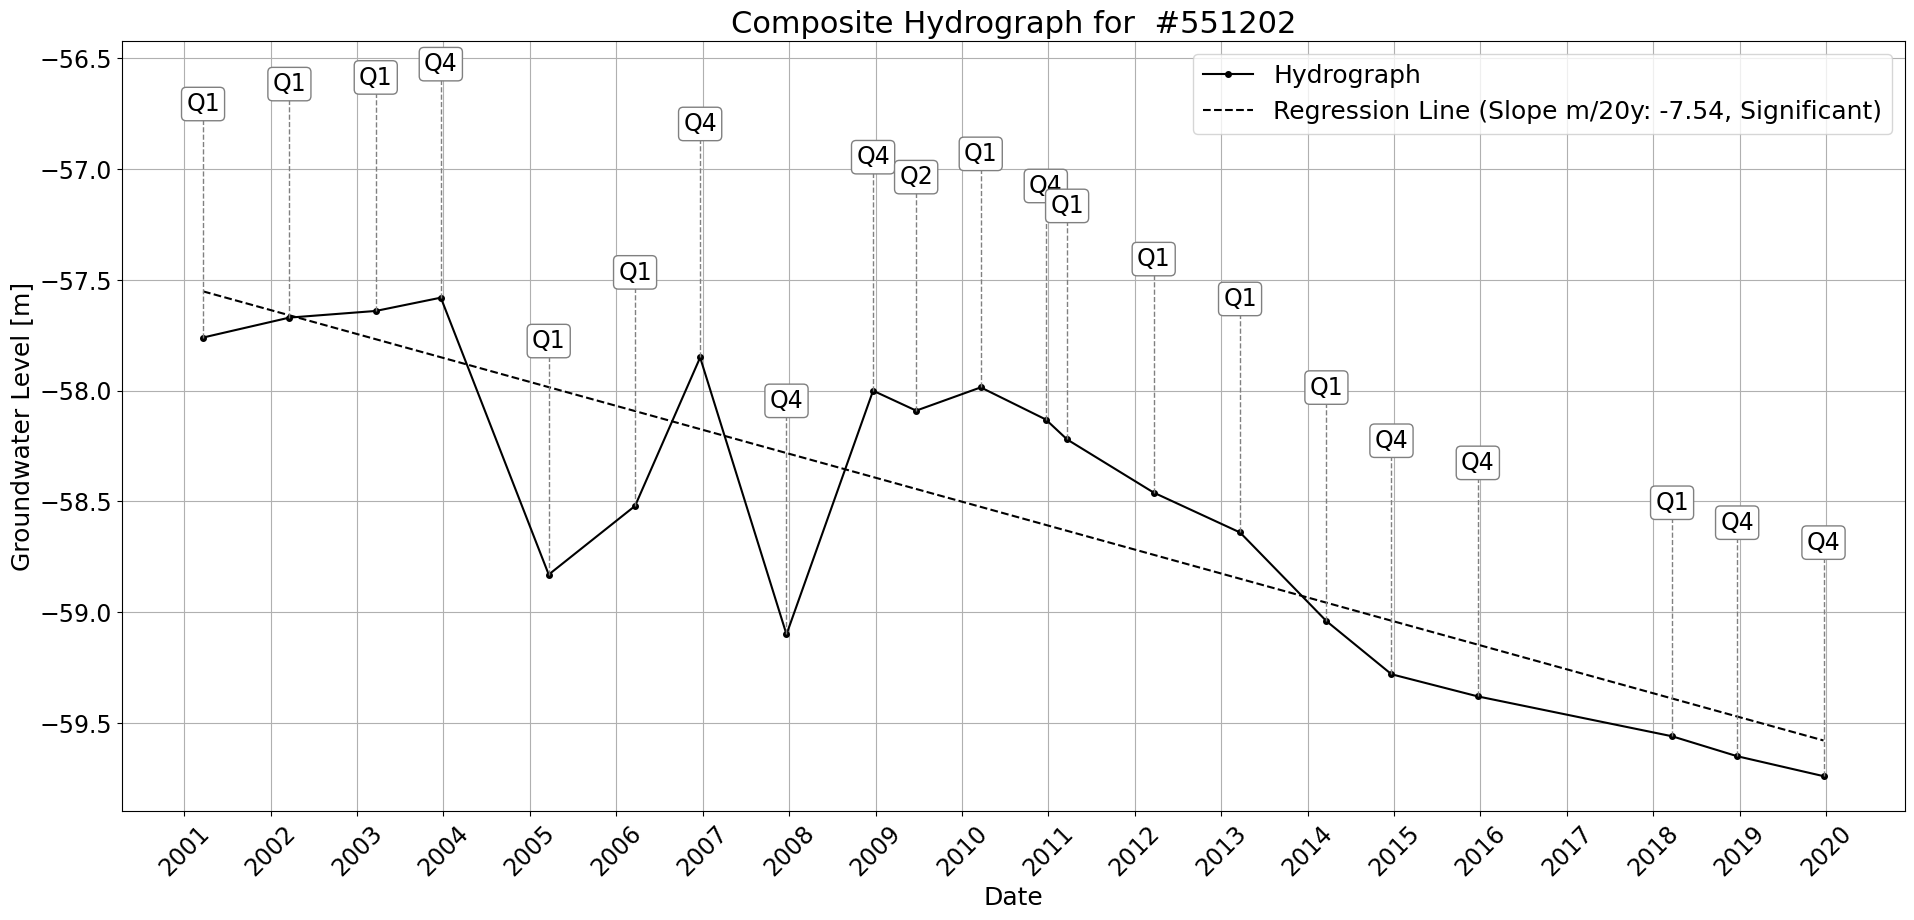 Composite Hydrograph for #551202
Hydrograph
Regression Line (Slope m/20y: -7.54, Significant)
Groundwater Level [m]
−56.5
−57.0
−57.5
−58.0
−58.5
−59.0
−59.5
Q1
Q1
Q1
Q4
Q1
Q1
Q4
Q4
Q4
Q2
Q1
Q4
Q1
Q1
Q1
Q1
Q4
Q4
Q1
Q4
Q4
2001
2002
2003
2004
2005
2006
2007
2008
2009
2010
2011
2012
2013
2014
2015
2016
2017
2018
2019
2020
Date